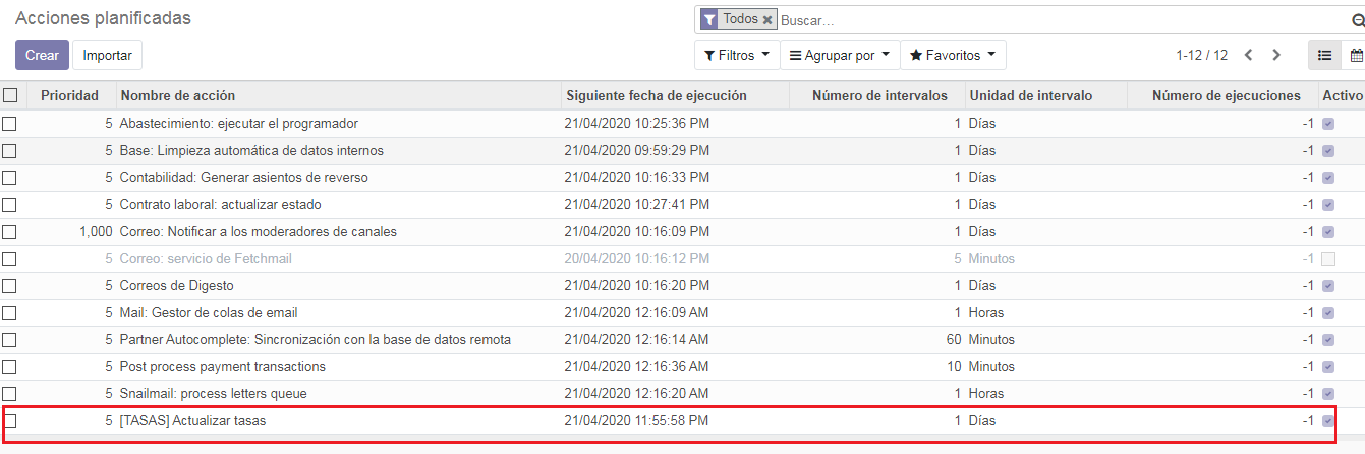 Acciones planificadas
Todos Buscar...
Crear Importar Filtros Agrupar por Favoritos 1-12 / 12
Prioridad Nombre de acción Siguiente fecha de ejecución Número de intervalos Unidad de intervalo Número de ejecuciones Activo
5 Abastecimiento: ejecutar el programador 21/04/2020 10:25:36 PM 1 Días -1
5 Base: Limpieza automática de datos internos 21/04/2020 09:59:29 PM 1 Días -1
5 Contabilidad: Generar asientos de reverso 21/04/2020 10:16:33 PM 1 Días -1
5 Contrato laboral: actualizar estado 21/04/2020 10:27:41 PM 1 Días -1
1,000 Correo: Notificar a los moderadores de canales 21/04/2020 10:16:09 PM 1 Días -1
5 Correo: servicio de Fetchmail 20/04/2020 10:16:12 PM 5 Minutos -1
5 Correos de Digesto 21/04/2020 10:16:20 PM 1 Días -1
5 Mail: Gestor de colas de email 21/04/2020 12:16:09 AM 1 Horas -1
5 Partner Autocomplete: Sincronización con la base de datos remota 21/04/2020 12:16:14 AM 60 Minutos -1
5 Post process payment transactions 21/04/2020 12:16:36 AM 10 Minutos -1
5 Snailmail: process letters queue 21/04/2020 12:16:20 AM 1 Horas -1
5 [TASAS] Actualizar tasas 21/04/2020 11:55:58 PM 1 Días -1